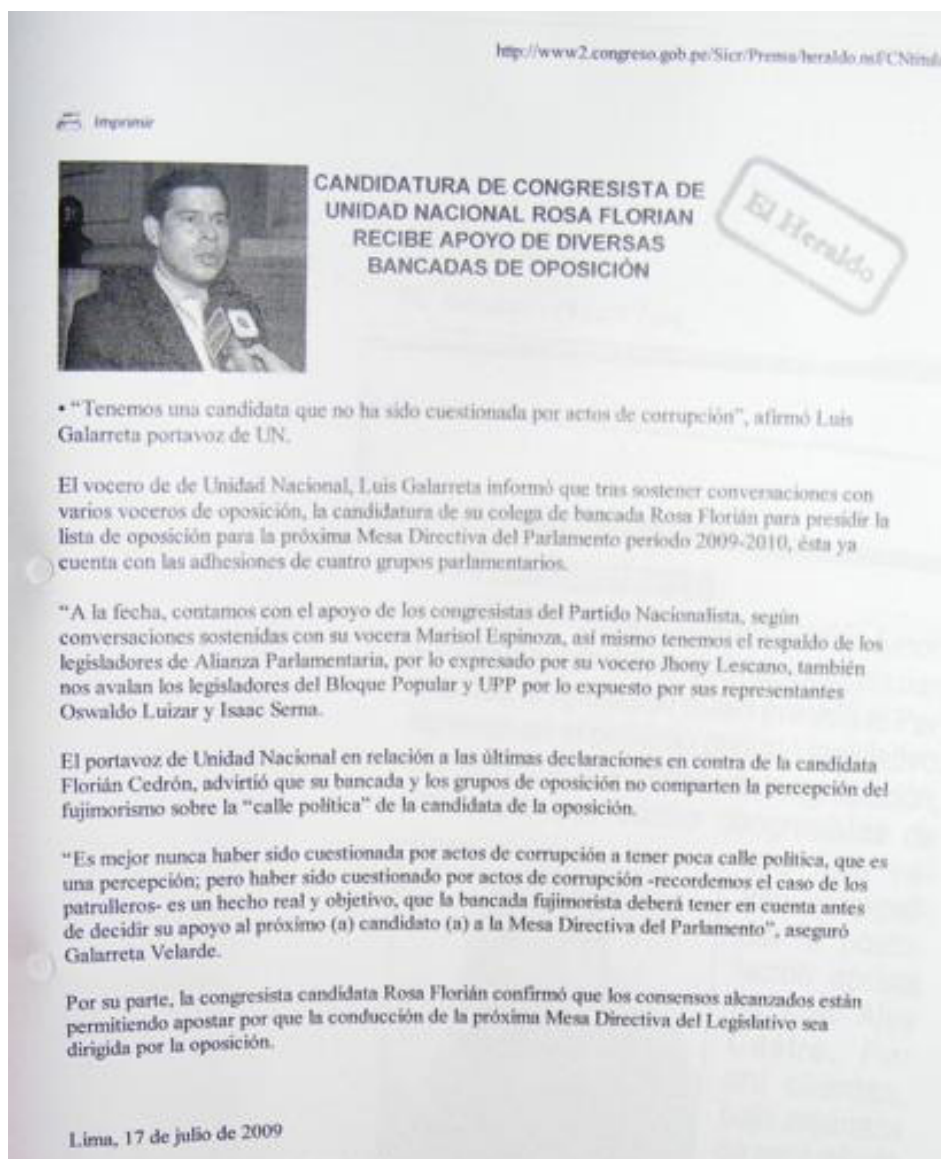 http://www2.congreso.gob.pe/Sicr/Prensa/heraldo.nsf/CNtitula
Imprimir
CANDIDATURA DE CONGRESISTA DE
UNIDAD NACIONAL ROSA FLORIAN
RECIBE APOYO DE DIVERSAS
BANCADAS DE OPOSICIÓN
El Heraldo
• “Tenemos una candidata que no ha sido cuestionada por actos de corrupción”, afirmó Luis
Galarreta portavoz de UN.
El vocero de de Unidad Nacional, Luis Galarreta informó que tras sostener conversaciones con
varios voceros de oposición, la candidatura de su colega de bancada Rosa Florián para presidir la
lista de oposición para la próxima Mesa Directiva del Parlamento periodo 2009-2010, ésta ya
cuenta con las adhesiones de cuatro grupos parlamentarios.
“A la fecha, contamos con el apoyo de los congresistas del Partido Nacionalista, según
conversaciones sostenidas con su vocera Marisol Espinoza, así mismo tenemos el respaldo de los
legisladores de Alianza Parlamentaria, por lo expresado por su vocero Jhony Lescano, también
nos avalan los legisladores del Bloque Popular y UPP por lo expuesto por sus representantes
Oswaldo Luizar y Isaac Serna.
El portavoz de Unidad Nacional en relación a las últimas declaraciones en contra de la candidata
Florián Cedrón, advirtió que su bancada y los grupos de oposición no comparten la percepción del
fujimorismo sobre la “calle política” de la candidata de la oposición.
“Es mejor nunca haber sido cuestionada por actos de corrupción a tener poca calle política, que es
una percepción; pero haber sido cuestionado por actos de corrupción -recordemos el caso de los
patrulleros- es un hecho real y objetivo, que la bancada fujimorista deberá tener en cuenta antes
de decidir su apoyo al próximo (a) candidato (a) a la Mesa Directiva del Parlamento”, aseguró
Galarreta Velarde.
Por su parte, la congresista candidata Rosa Florián confirmó que los consensos alcanzados están
permitiendo apostar por que la conducción de la próxima Mesa Directiva del Legislativo sea
dirigida por la oposición.
Lima, 17 de julio de 2009